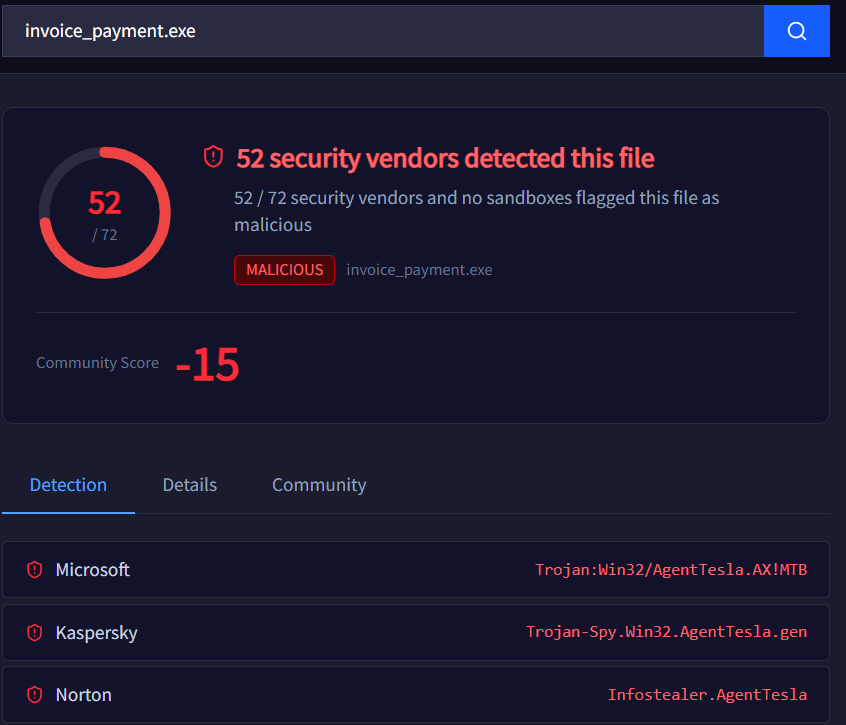 invoice_payment.exe
52 security vendors detected this file
52
/ 72
52 / 72 security vendors and no sandboxes flagged this file as
malicious
MALICIOUS invoice_payment.exe
Community Score -15
Detection Details Community
Microsoft Trojan:Win32/AgentTesla.AX!MTB
Kaspersky Trojan-Spy.Win32.AgentTesla.gen
Norton Infostealer.AgentTesla